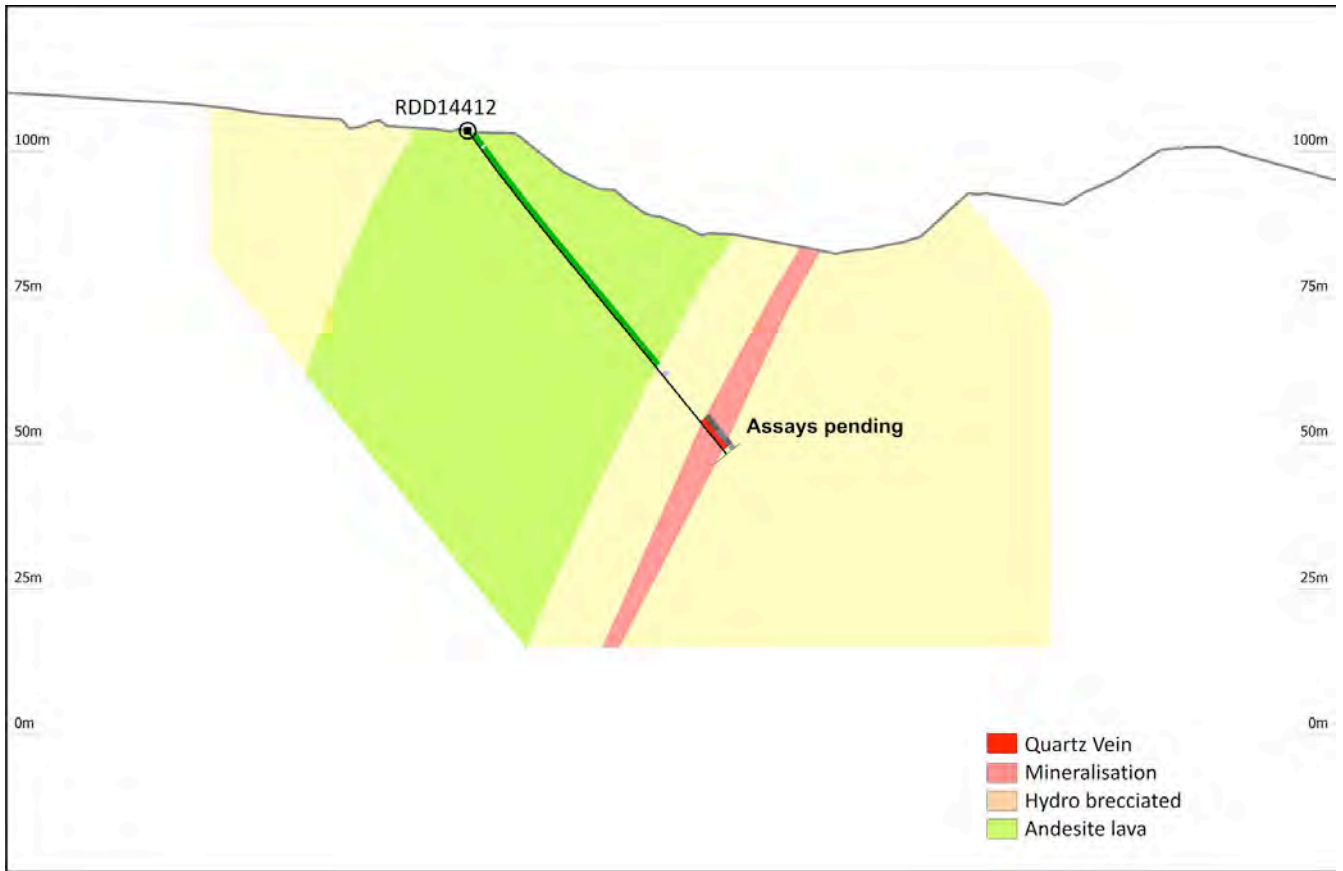 RDD14412
100m
100m
75m
75m
Assays pending
50m
50m
25m
25m
0m
0m
Quartz Vein
Mineralisation
Hydro brecciated
Andesite lava